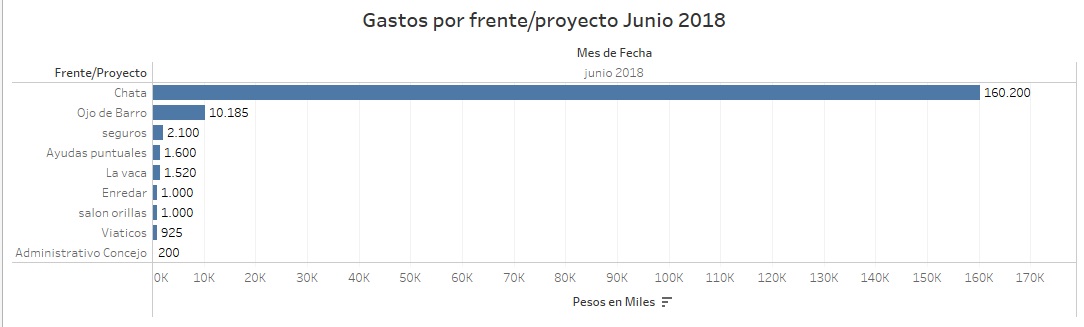 Gastos por frente/proyecto Junio 2018
Mes de Fecha
Frente/Proyecto junio 2018
Chata 160.200
Ojo de Barro 10.185
seguros 2.100
Ayudas puntuales 1.600
La vaca 1.520
Enredar 1.000
salon orillas 1.000
Viaticos 925
Administrativo Concejo 200
0K 10K 20K 30K 40K 50K 60K 70K 80K 90K 100K 110K 120K 130K 140K 150K 160K 170K
Pesos en Miles